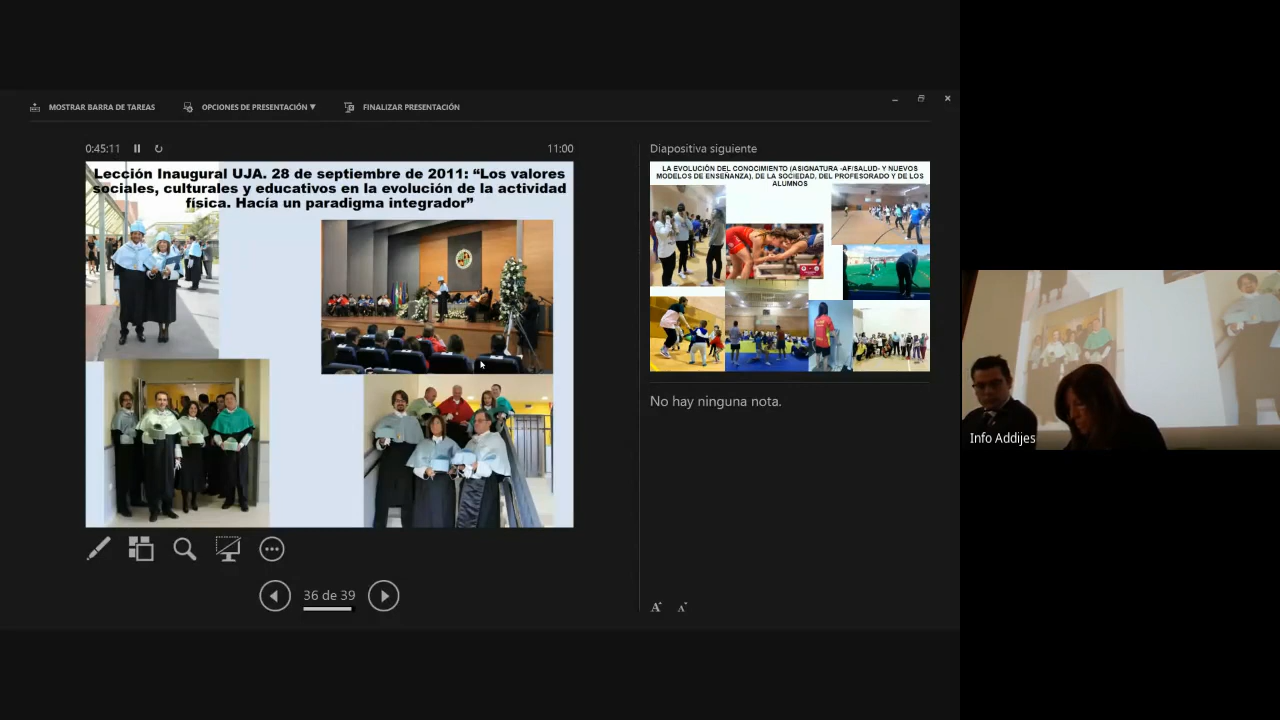 MOSTRAR BARRA DE TAREAS
OPCIONES DE PRESENTACIÓN ▼
FINALIZAR PRESENTACIÓN
0:45:11
11:00
Lección Inaugural UJA. 28 de septiembre de 2011: “Los valores
sociales, culturales y educativos en la evolución de la actividad
física. Hacía un paradigma integrador”
36 de 39
Diapositiva siguiente
LA EVOLUCIÓN DEL CONOCIMIENTO (ASIGNATURA -AF/SALUD- Y NUEVOS
MODELOS DE ENSEÑANZA), DE LA SOCIEDAD, DEL PROFESORADO Y DE LOS
ALUMNOS
No hay ninguna nota.
Info Addijes